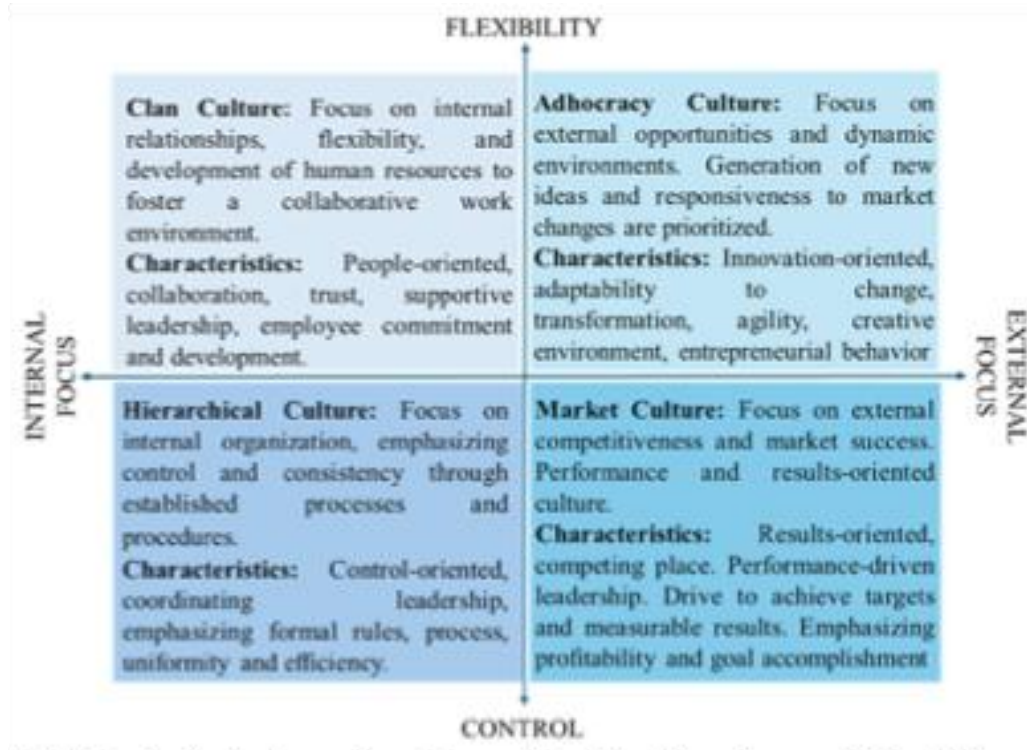 FLEXIBILITY
Clan Culture: Focus on internal
relationships, flexibility, and
development of human resources to
foster a collaborative work
environment.
Characteristics: People-oriented,
collaboration, trust, supportive
leadership, employee commitment
and development.
Adhocracy Culture: Focus on
external opportunities and dynamic
environments. Generation of new
ideas and responsiveness to market
changes are prioritized.
Characteristics: Innovation-oriented,
adaptability to change,
transformation, agility, creative
environment, entrepreneurial behavior
INTERNAL
FOCUS
EXTERNAL
FOCUS
Hierarchical Culture: Focus on
internal organization, emphasizing
control and consistency through
established processes and
procedures.
Characteristics: Control-oriented,
coordinating leadership,
emphasizing formal rules, process,
uniformity and efficiency.
Market Culture: Focus on external
competitiveness and market success.
Performance and results-oriented
culture.
Characteristics: Results-oriented,
competing place. Performance-driven
leadership. Drive to achieve targets
and measurable results. Emphasizing
profitability and goal accomplishment
CONTROL